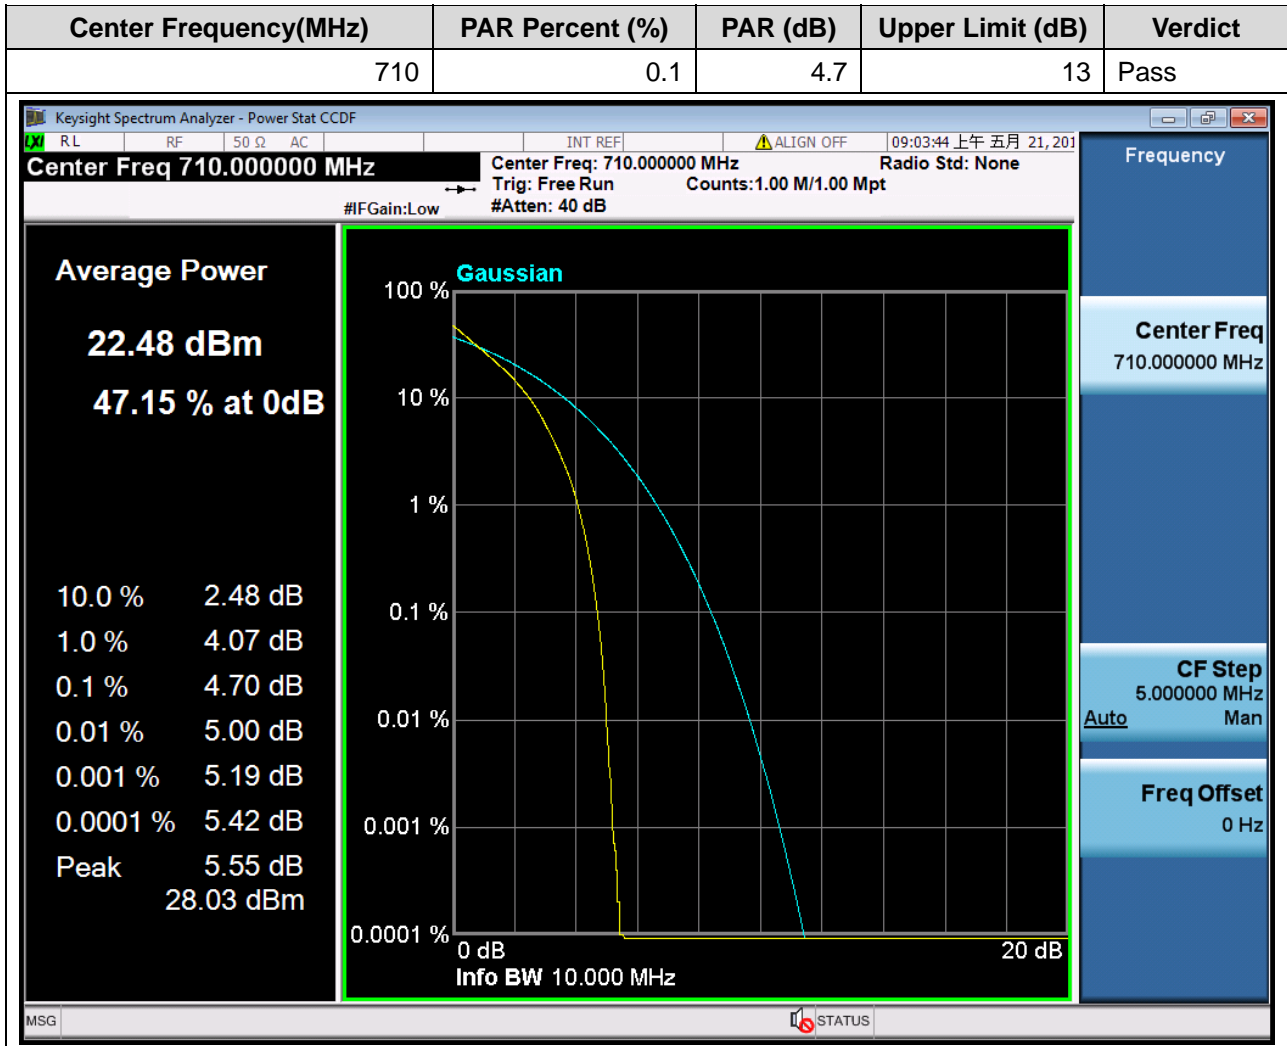 Center Frequency(MHz) PAR Percent (%) PAR (dB) Upper Limit (dB) Verdict
710 0.1 4.7 13 Pass
Keysight Spectrum Analyzer - Power Stat CCDF
LXI RL RF 50 Ω AC INT REF ALIGN OFF 09:03:44 上午 五月 21, 201
Center Freq 710.000000 MHz
Center Freq: 710.000000 MHz Radio Std: None
Trig: Free Run Counts:1.00 M/1.00 Mpt
#IFGain:Low #Atten: 40 dB
Frequency
Average Power
22.48 dBm
47.15 % at 0dB
10.0 % 2.48 dB
1.0 % 4.07 dB
0.1 % 4.70 dB
0.01 % 5.00 dB
0.001 % 5.19 dB
0.0001 % 5.42 dB
Peak 5.55 dB
28.03 dBm
Gaussian
100 %
10 %
1 %
0.1 %
0.01 %
0.001 %
0.0001 %
0 dB 20 dB
Info BW 10.000 MHz
Center Freq
710.000000 MHz
CF Step
5.000000 MHz
Auto Man
Freq Offset
0 Hz
MSG STATUS